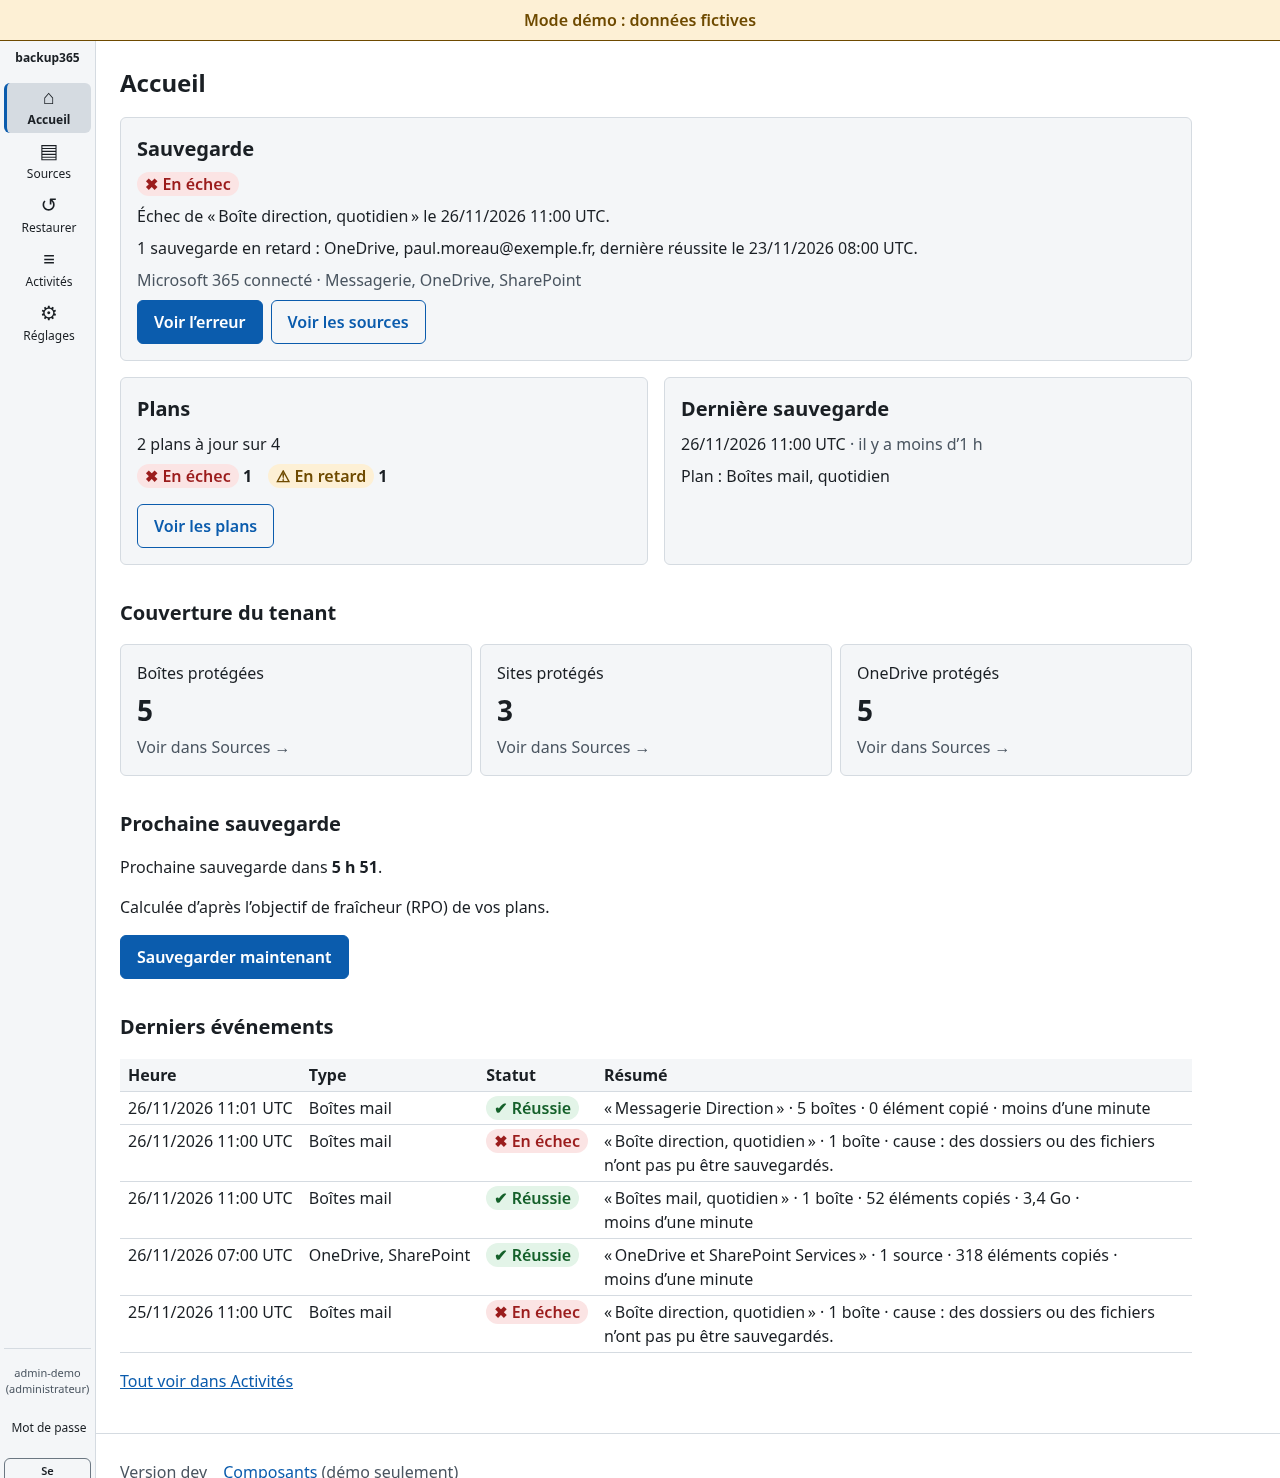 Mode démo : données fictives
backup365
Accueil
Sources
Restaurer
Activités
Réglages
admin-demo
(administrateur)
Mot de passe
Se
Accueil
Sauvegarde
✖ En échec
Échec de « Boîte direction, quotidien » le 26/11/2026 11:00 UTC.
1 sauvegarde en retard : OneDrive, paul.moreau@exemple.fr, dernière réussite le 23/11/2026 08:00 UTC.
Microsoft 365 connecté · Messagerie, OneDrive, SharePoint
Voir l’erreur Voir les sources
Plans
2 plans à jour sur 4
✖ En échec 1 ⚠ En retard 1
Voir les plans
Dernière sauvegarde
26/11/2026 11:00 UTC · il y a moins d’1 h
Plan : Boîtes mail, quotidien
Couverture du tenant
Boîtes protégées
5
Voir dans Sources →
Sites protégés
3
Voir dans Sources →
OneDrive protégés
5
Voir dans Sources →
Prochaine sauvegarde
Prochaine sauvegarde dans 5 h 51.
Calculée d’après l’objectif de fraîcheur (RPO) de vos plans.
Sauvegarder maintenant
Derniers événements
Heure Type Statut Résumé
26/11/2026 11:01 UTC Boîtes mail ✔ Réussie « Messagerie Direction » · 5 boîtes · 0 élément copié · moins d’une minute
26/11/2026 11:00 UTC Boîtes mail ✖ En échec « Boîte direction, quotidien » · 1 boîte · cause : des dossiers ou des fichiers
n’ont pas pu être sauvegardés.
26/11/2026 11:00 UTC Boîtes mail ✔ Réussie « Boîtes mail, quotidien » · 1 boîte · 52 éléments copiés · 3,4 Go ·
moins d’une minute
26/11/2026 07:00 UTC OneDrive, SharePoint ✔ Réussie « OneDrive et SharePoint Services » · 1 source · 318 éléments copiés ·
moins d’une minute
25/11/2026 11:00 UTC Boîtes mail ✖ En échec « Boîte direction, quotidien » · 1 boîte · cause : des dossiers ou des fichiers
n’ont pas pu être sauvegardés.
Tout voir dans Activités
Version dev Composants (démo seulement)